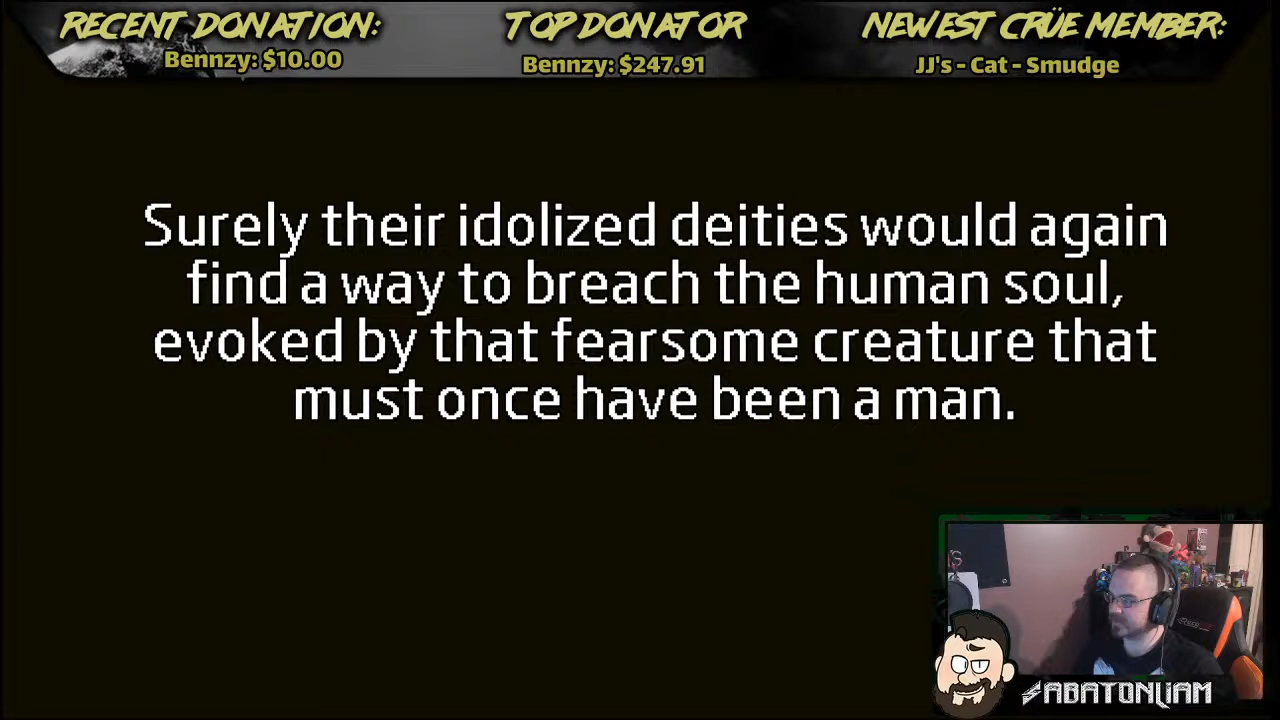 RECENT DONATION:
Bennzy: $10.00
TOP DONATOR
Bennzy: $247.91
NEWEST CRÜE MEMBER:
JJ's - Cat - Smudge
Surely their idolized deities would again
find a way to breach the human soul,
evoked by that fearsome creature that
must once have been a man.
SABATONLIAM